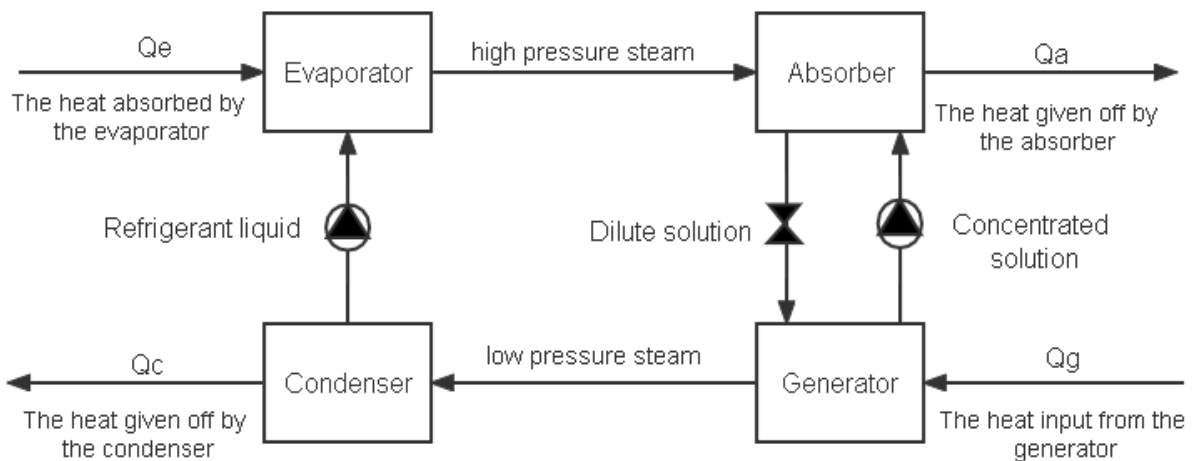 Qe
Evaporator
high pressure steam
Absorber
Qa
The heat absorbed by
the evaporator
The heat given off by
the absorber
Refrigerant liquid
Dilute solution
Concentrated
solution
Qc
Condenser
low pressure steam
Generator
Qg
The heat given off by
the condenser
The heat input from the
generator